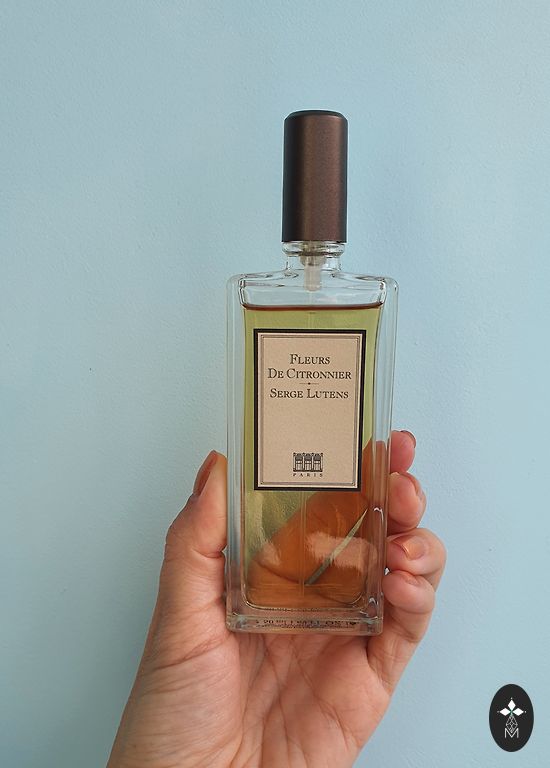 FLEURS
DE CITRONNIER
SERGE LUTENS
PARIS
M